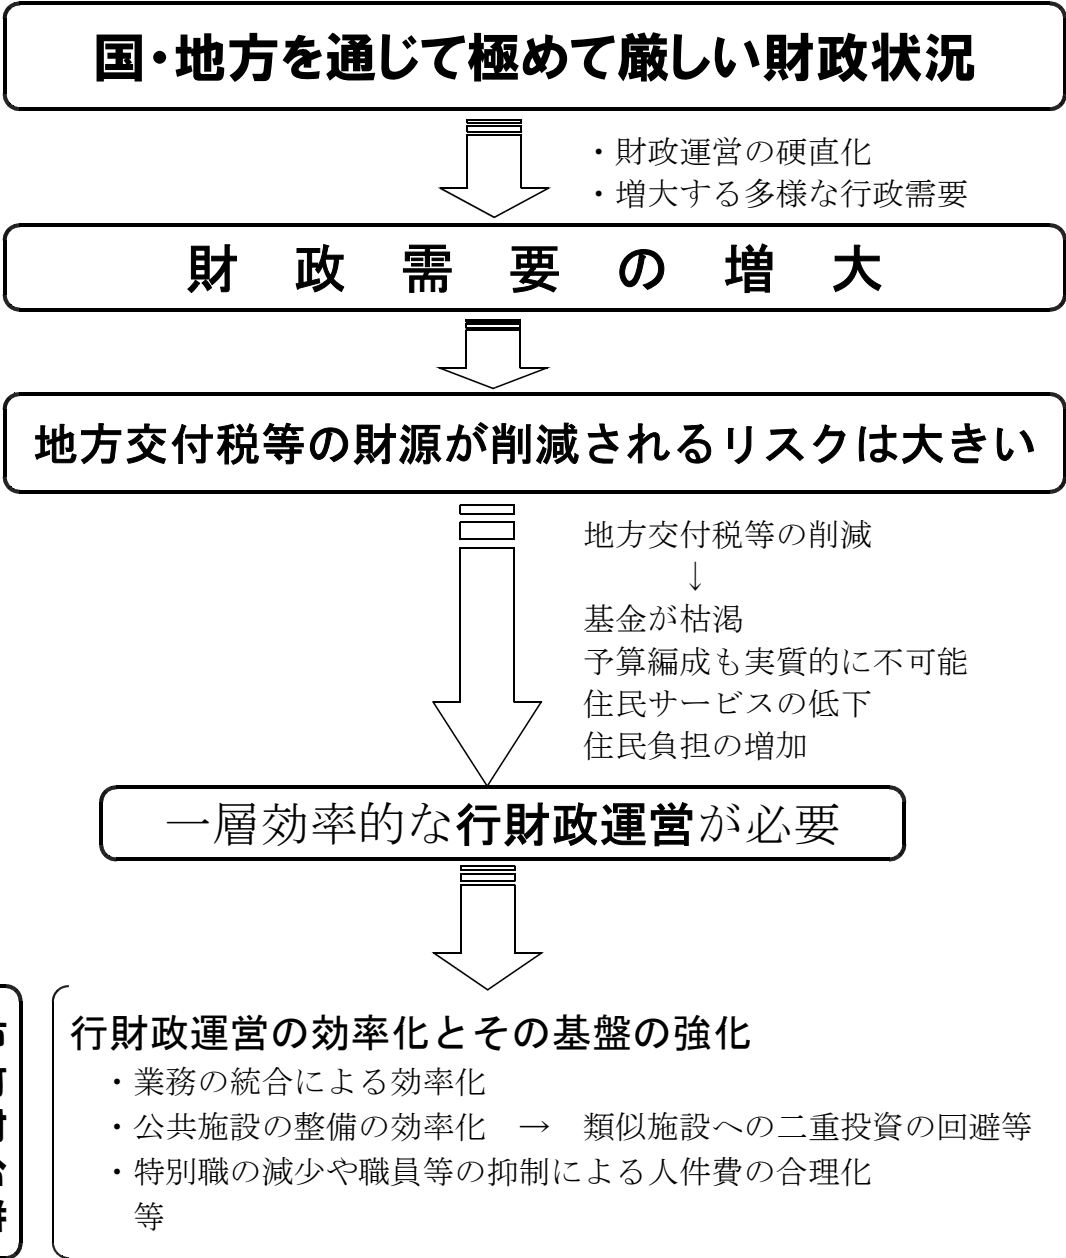 国・地方を通じて極めて厳しい財政状況
・財政運営の硬直化
・増大する多様な行政需要
財政需要の増大
地方交付税等の財源が削減されるリスクは大きい
地方交付税等の削減
↓
基金が枯渇
予算編成も実質的に不可能
住民サービスの低下
住民負担の増加
一層効率的な行財政運営が必要
行財政運営の効率化とその基盤の強化
・業務の統合による効率化
・公共施設の整備の効率化　→　類似施設への二重投資の回避等
・特別職の減少や職員等の抑制による人件費の合理化
等